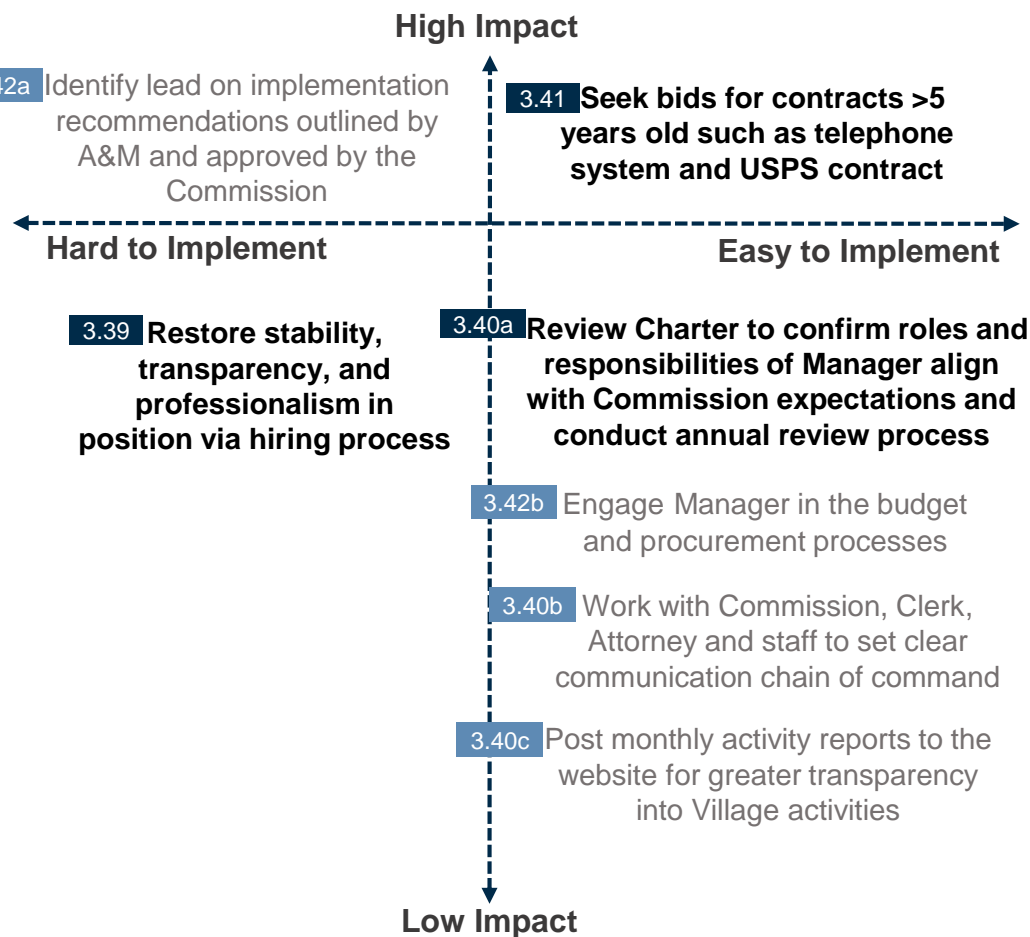 High Impact
42a Identify lead on implementation
recommendations outlined by
A&M and approved by the
Commission
3.41 Seek bids for contracts >5
years old such as telephone
system and USPS contract
Hard to Implement
Easy to Implement
3.39 Restore stability,
transparency, and
professionalism in
position via hiring process
3.40a Review Charter to confirm roles and
responsibilities of Manager align
with Commission expectations and
conduct annual review process
3.42b Engage Manager in the budget
and procurement processes
3.40b Work with Commission, Clerk,
Attorney and staff to set clear
communication chain of command
3.40c Post monthly activity reports to the
website for greater transparency
into Village activities
Low Impact